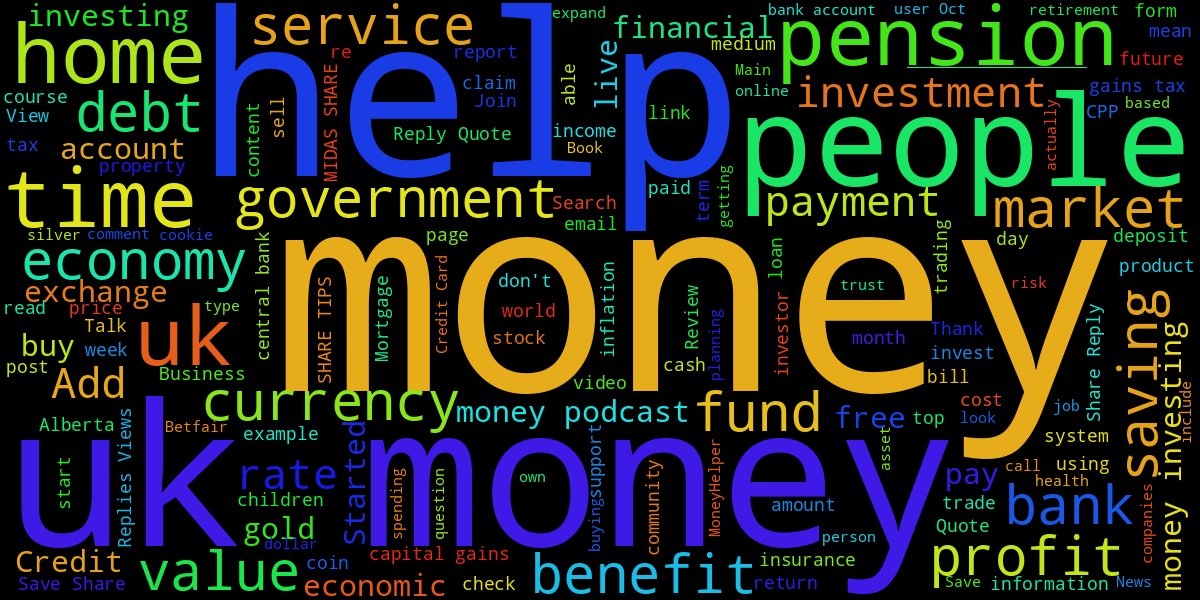 investing
service
expand
financial
bank account
user Oct
retirement
form
home
help
re
report
medium
pension
mean
future
live
Main
course
View
debt
claim
Join
able
online
investment
gains tax
CPP
based
content
sell
MIDAS SHARE
Reply Quote
income
Book
link
people
actually
tax
account
property
time
government
Search
email
paid
term
getting
payment
market
silver
comment
cookie
page
money
day
deposit
economy
central bank
don't
trading
product
exchange
read
price
type
SHARE TIPS
Mortgage
Credit Card
world
stock
inflation
Review
planning
investor
loan
trust
risk
month
Talk
uk
buy
week
post
Business
cash
Thank
invest
bill
Share Reply
saving
money investing
include
Add
currency
video
money podcast
fund
free
top
cost
look
job
system
Alberta
Replies Views
Betfair
example
uk money
rate
Started
support
buying
asset
call
using
health
pay
start
children
spending
question
own
community
MoneyHelper
amount
trade
Quote
bank
companies
gold
dollar
person
profit
Credit
Save Share
value
coin
capital gains
economic
check
benefit
insurance
return
Save
information
News